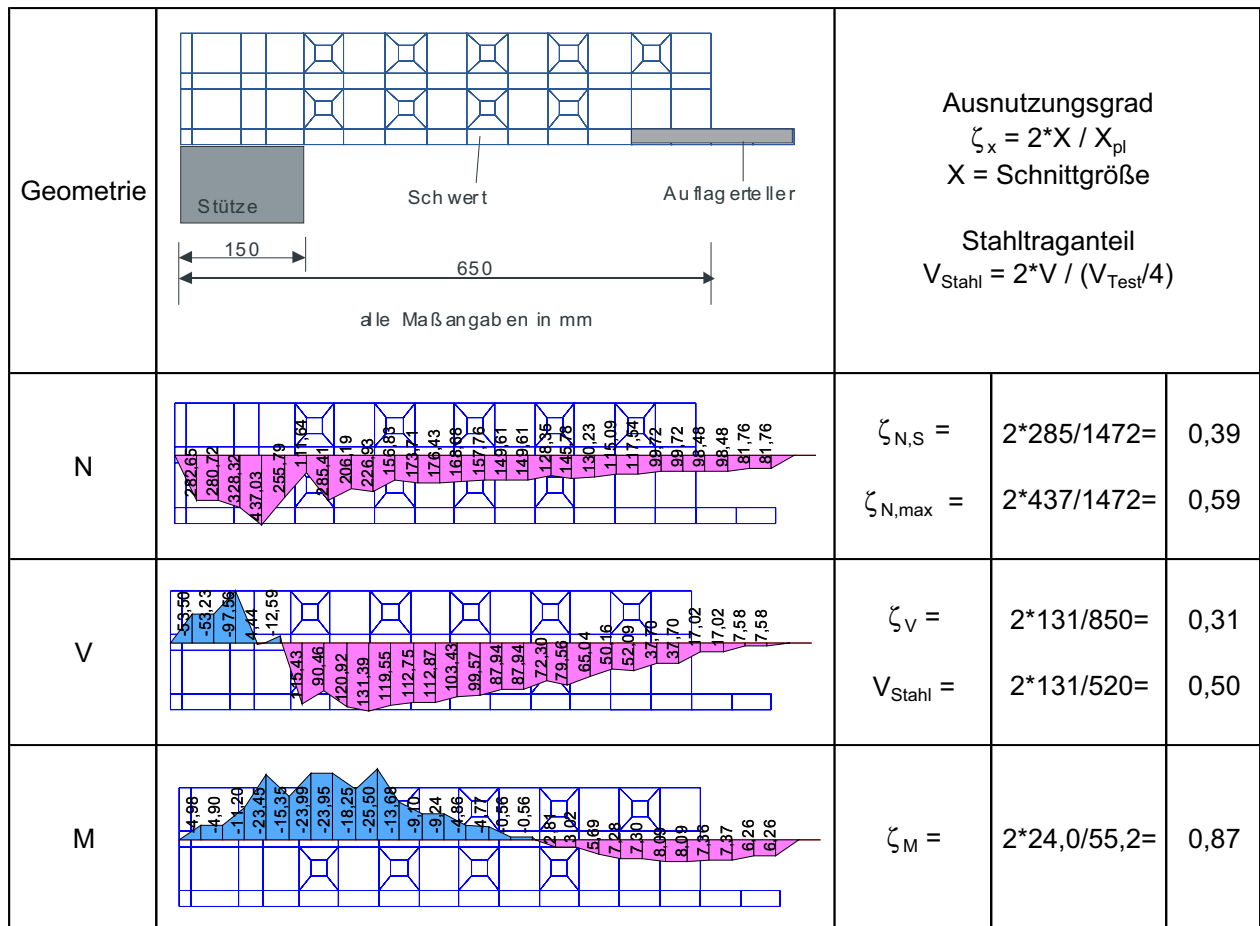 Geometrie
Stütze
Schwert
Auflagerteller
150
650
alle Maßangaben in mm
Ausnutzungsgrad
ζx = 2*X / Xpl
X = Schnittgröße
Stahltraganteil
VStahl = 2*V / (VTest/4)
N
282,65 280,72 328,32 437,03 255,79 111,64 285,41 206,19 226,93 156,83 173,71 176,43 168,68 157,76 149,61 149,61 128,35 145,78 130,23 115,09 117,54 99,72 99,72 98,48 98,48 81,76 81,76
ζN,S = 2*285/1472= 0,39
ζN,max = 2*437/1472= 0,59
V
-53,50 -53,23 -97,56 4,44 -12,59 115,43 90,46 120,92 131,39 119,55 112,75 112,87 103,43 99,57 87,94 87,94 72,30 79,56 65,04 50,16 52,09 37,70 37,70 17,02 17,02 7,58 7,58
ζV = 2*131/850= 0,31
VStahl = 2*131/520= 0,50
M
-4,98 -4,90 -11,20 -23,45 -15,35 -23,99 -23,95 -18,25 -25,50 -13,68 -9,10 -9,24 -4,86 -4,77 -0,56 -0,56 2,81 3,02 5,69 7,28 7,30 8,09 8,09 7,36 7,37 6,26 6,26
ζM = 2*24,0/55,2= 0,87